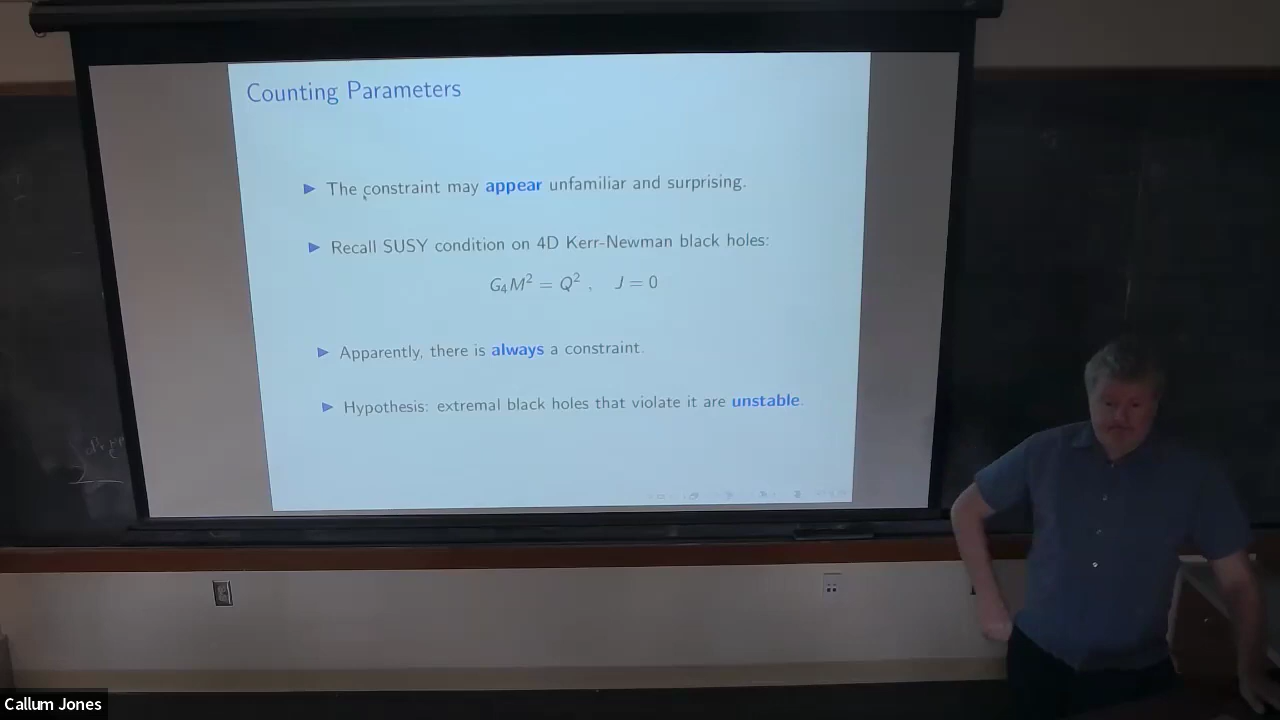 Counting Parameters
▶ The constraint may appear unfamiliar and surprising.
▶ Recall SUSY condition on 4D Kerr-Newman black holes:
G₄M² = Q² , J = 0
▶ Apparently, there is always a constraint.
▶ Hypothesis: extremal black holes that violate it are unstable.
Callum Jones